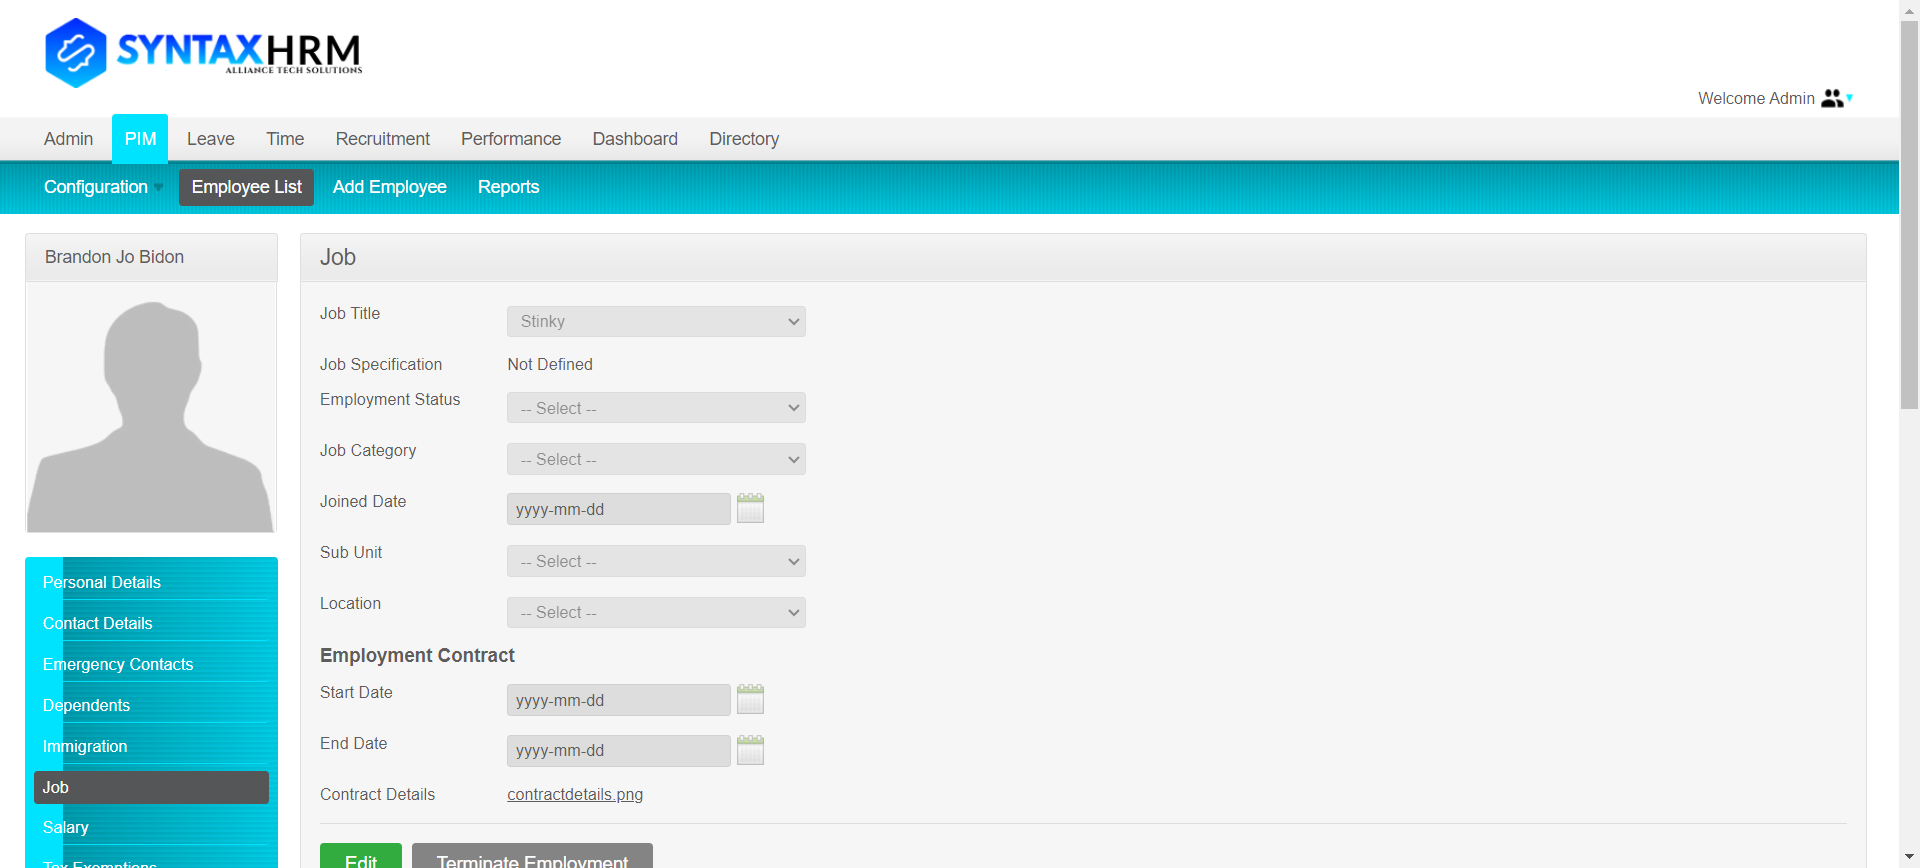 SYNTAXHRM
ALLIANCE TECH SOLUTIONS
Welcome Admin
Admin PIM Leave Time Recruitment Performance Dashboard Directory
Configuration Employee List Add Employee Reports
Brandon Jo Bidon
Job
Job Title Stinky
Job Specification Not Defined
Employment Status -- Select --
Job Category -- Select --
Joined Date yyyy-mm-dd
Sub Unit -- Select --
Location -- Select --
Employment Contract
Start Date yyyy-mm-dd
End Date yyyy-mm-dd
Contract Details contractdetails.png
Edit Terminate Employment
Personal Details
Contact Details
Emergency Contacts
Dependents
Immigration
Job
Salary
Tax Exemptions